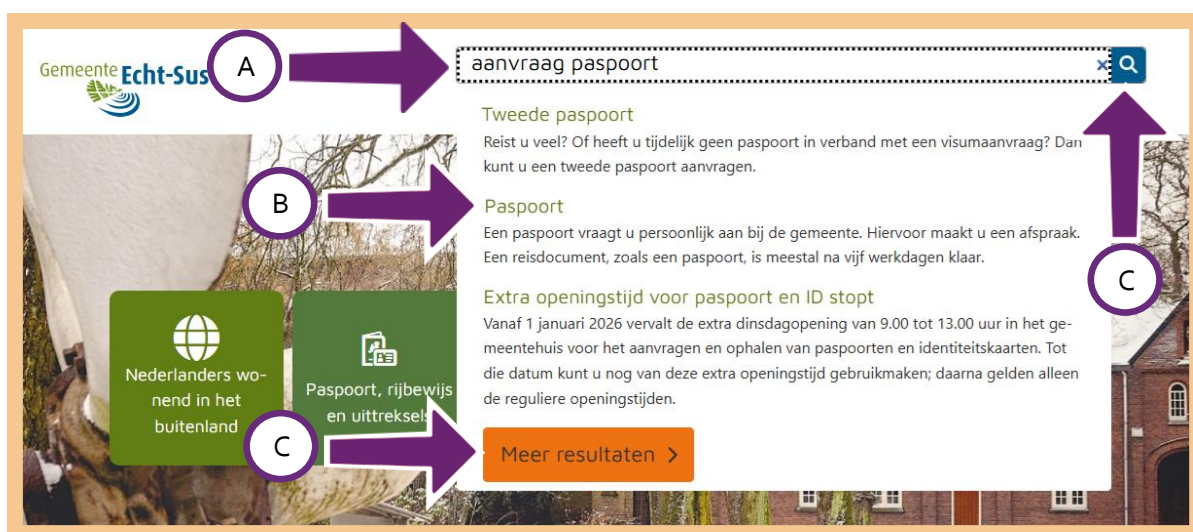 A
Gemeente Echt-Sus
aanvraag paspoort
Tweede paspoort
Reist u veel? Of heeft u tijdelijk geen paspoort in verband met een visumaanvraag? Dan
kunt u een tweede paspoort aanvragen.
B
Paspoort
Een paspoort vraagt u persoonlijk aan bij de gemeente. Hiervoor maakt u een afspraak.
Een reisdocument, zoals een paspoort, is meestal na vijf werkdagen klaar.
C
Extra openingstijd voor paspoort en ID stopt
Vanaf 1 januari 2026 vervalt de extra dinsdagopening van 9.00 tot 13.00 uur in het ge-
meentehuis voor het aanvragen en ophalen van paspoorten en identiteitskaarten. Tot
die datum kunt u nog van deze extra openingstijd gebruikmaken; daarna gelden alleen
de reguliere openingstijden.
Nederlanders wo-
nend in het
buitenland
Paspoort, rijbewijs
en uittreksels
C
Meer resultaten